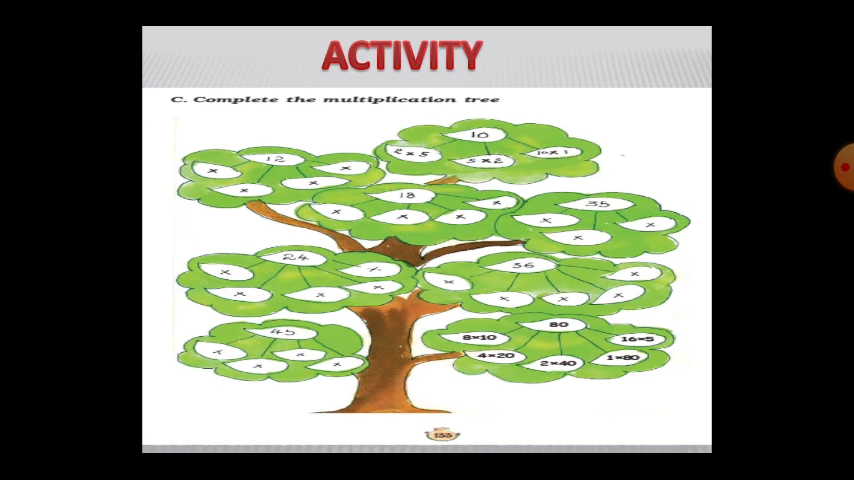 ACTIVITY
C. Complete the multiplication tree
10
2 x 5
5 x 2
10 x 1
12
x
x
x
x
18
x
x
x
x
35
x
x
x
24
x
x
x
x
x
36
x
x
x
x
x
45
x
x
x
x
80
8×10
16×5
4×20
2×40
1×80
133